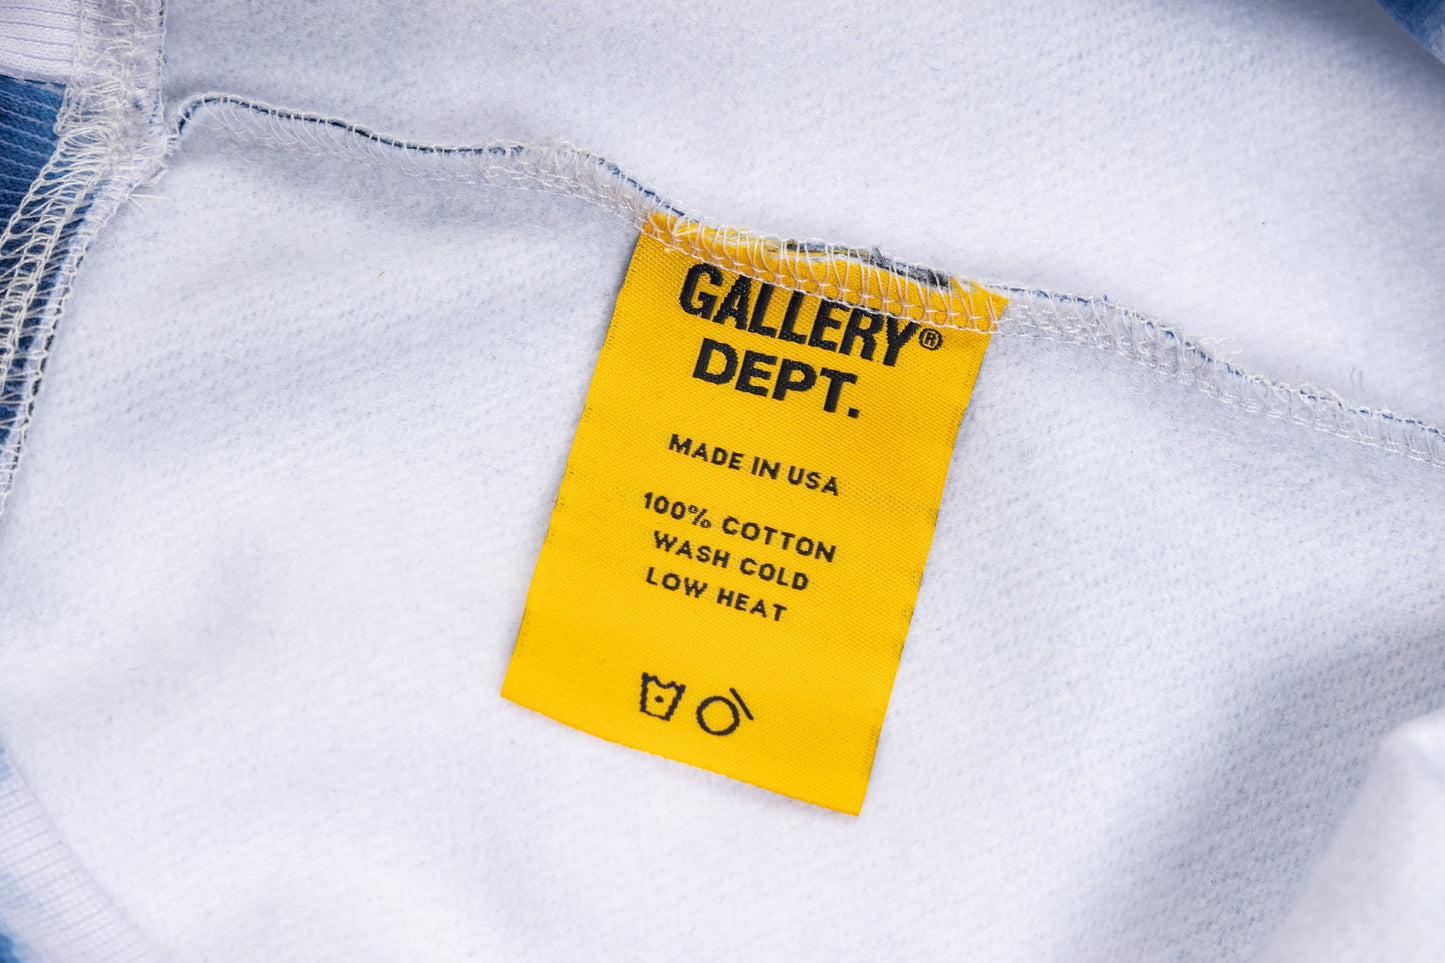 GALLERY®
DEPT.
MADE IN USA
100% COTTON
WASH COLD
LOW HEAT